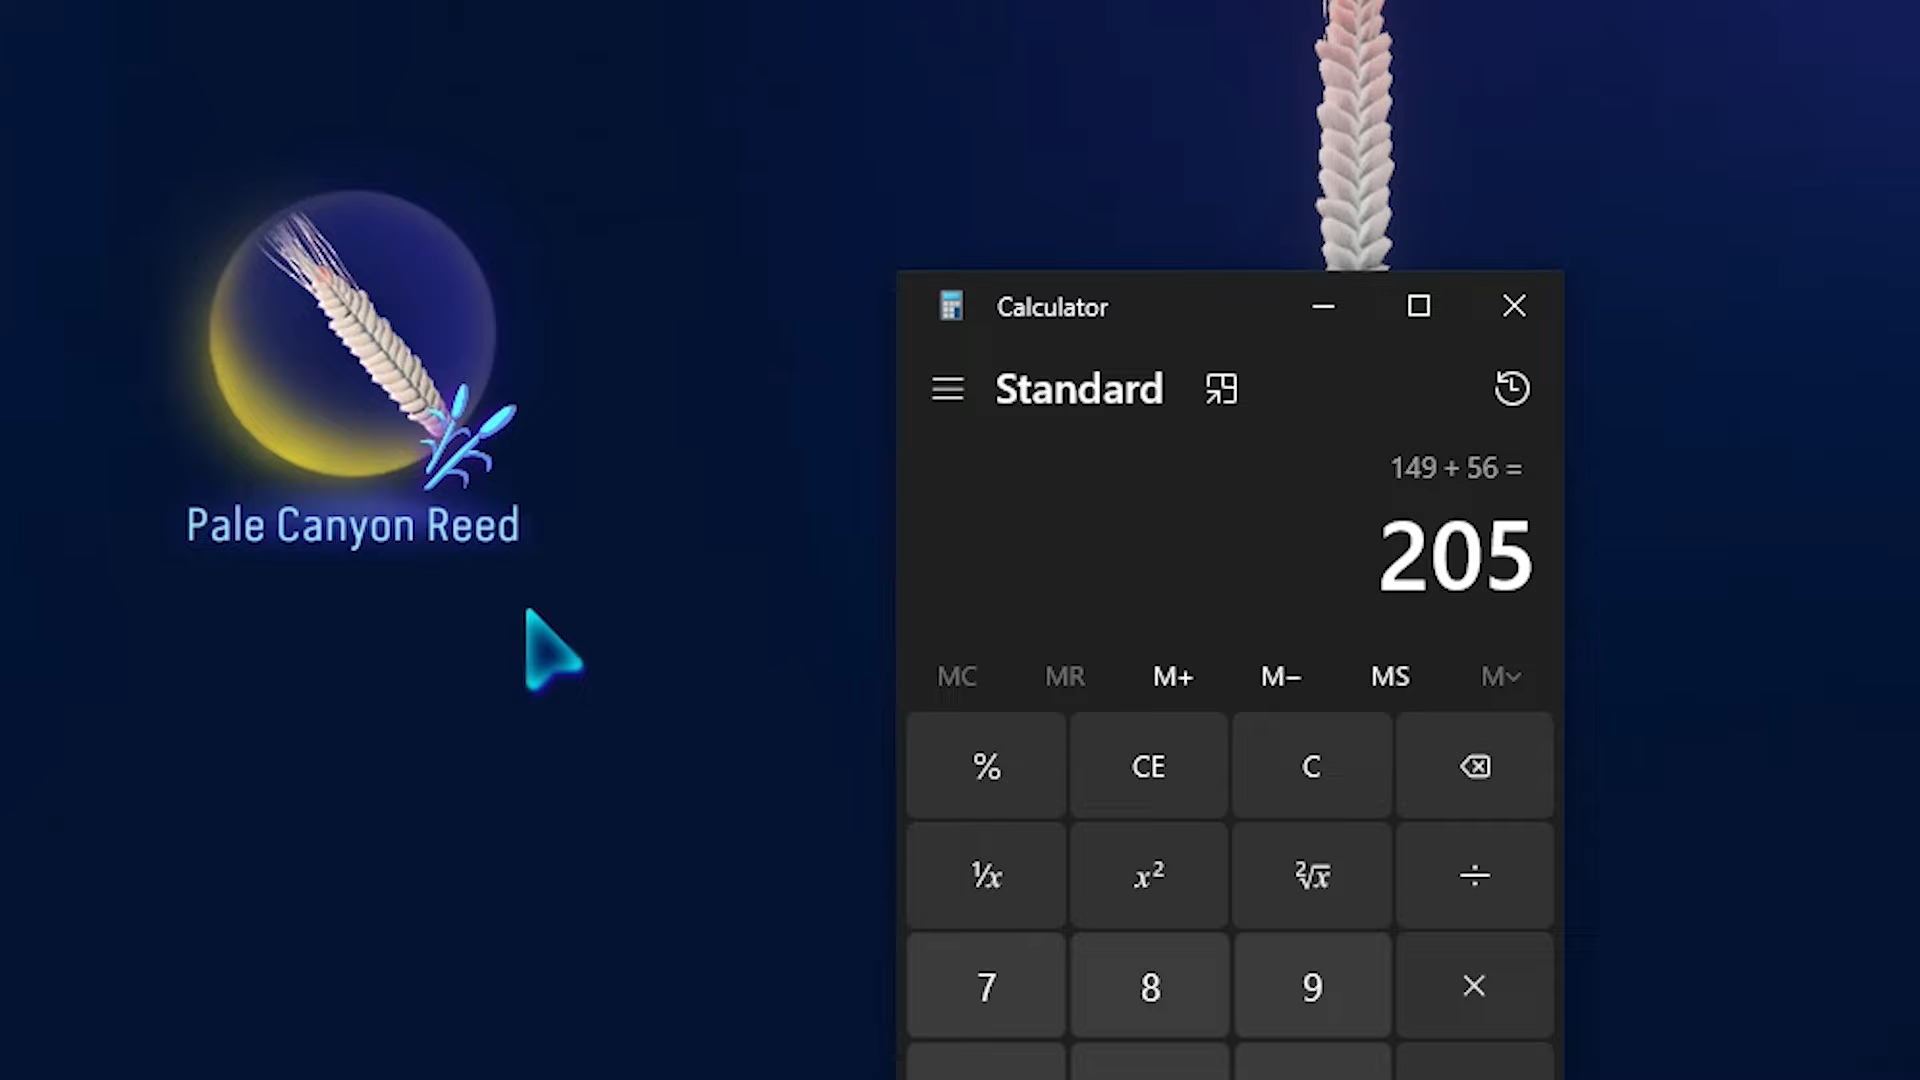 Pale Canyon Reed
Calculator
Standard
149 + 56 =
205
MC MR M+ M− MS M
% CE C
¹⁄x x² ²√x ÷
7 8 9 ×